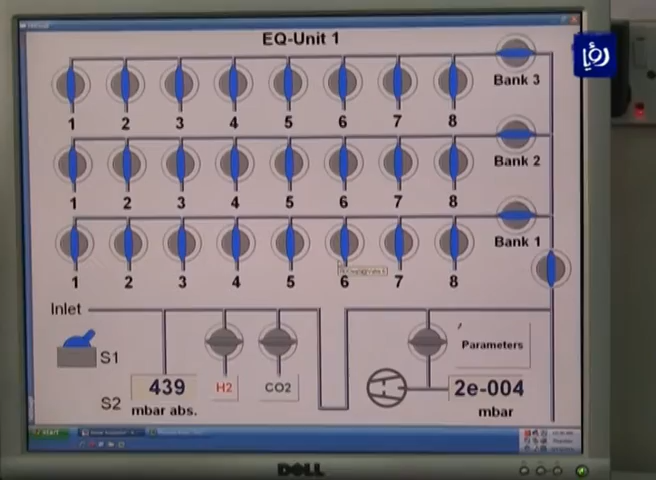 EQ-Unit 1
رؤيا
1 2 3 4 5 6 7 8 Bank 3
1 2 3 4 5 6 7 8 Bank 2
1 2 3 4 5 6 7 8 Bank 1
Inlet
S1
Parameters
S2 439 H2 CO2 2e-004
mbar abs. mbar
DELL